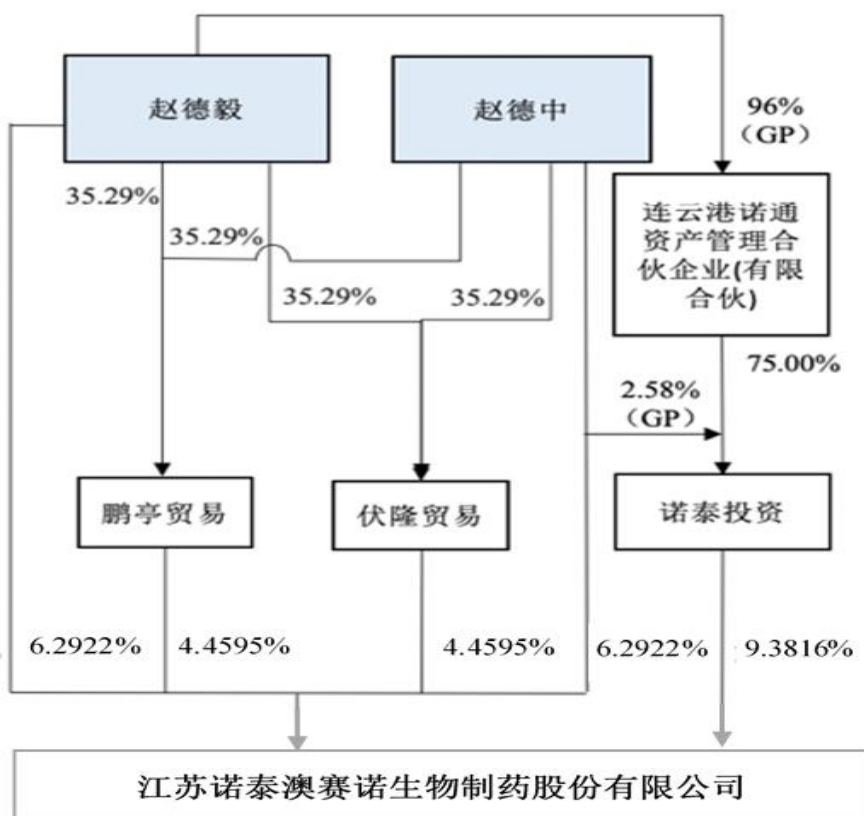 赵德毅
赵德中
96%
（GP）
35.29%
35.29%
35.29%
35.29%
连云港诺通
资产管理合
伙企业(有限
合伙)
75.00%
2.58%
（GP）
鹏亭贸易
伏隆贸易
诺泰投资
6.2922%
4.4595%
4.4595%
6.2922%
9.3816%
江苏诺泰澳赛诺生物制药股份有限公司